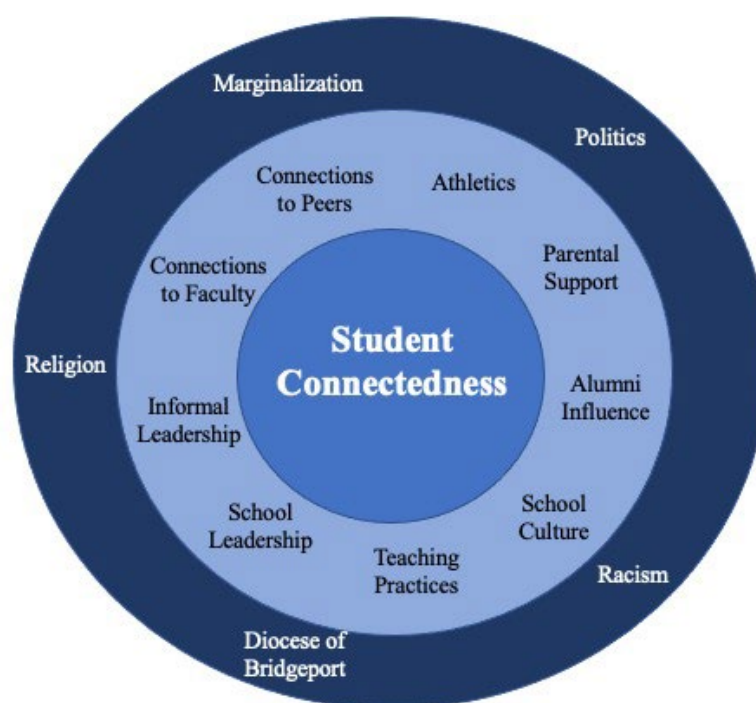 Marginalization
Politics
Connections
to Peers
Athletics
Connections
to Faculty
Parental
Support
Student
Connectedness
Religion
Informal
Leadership
Alumni
Influence
School
Leadership
School
Culture
Teaching
Practices
Racism
Diocese of
Bridgeport